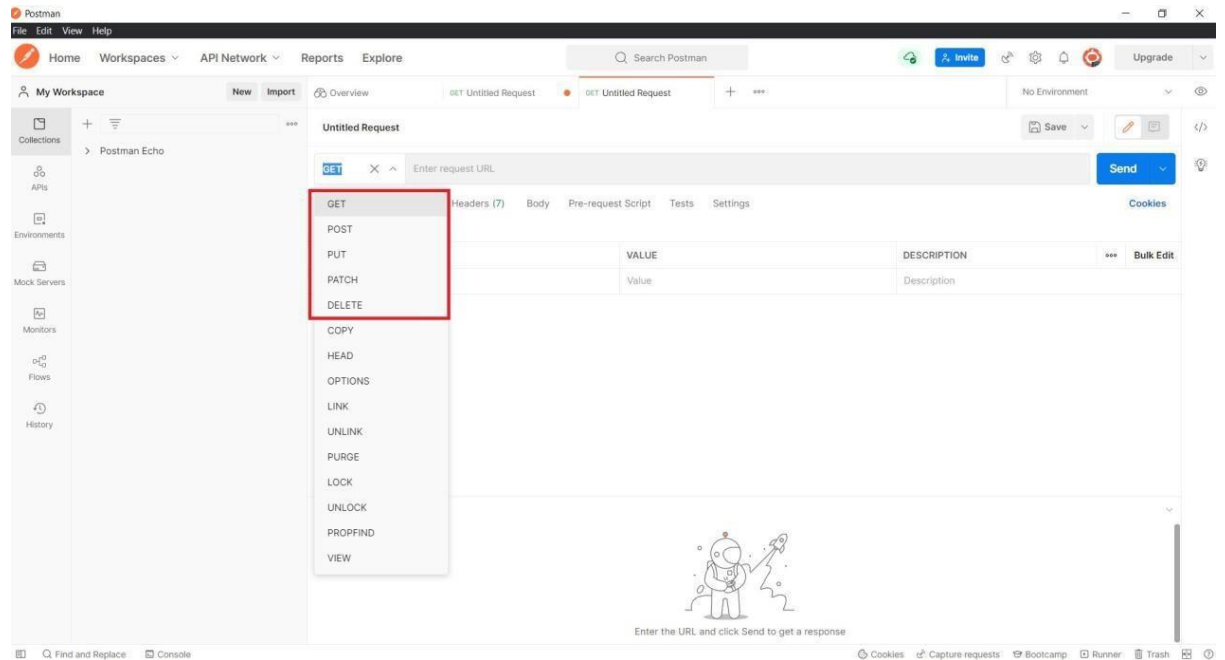 Postman
File Edit View Help
Home Workspaces API Network Reports Explore Search Postman Invite Upgrade
My Workspace New Import Overview GET Untitled Request GET Untitled Request No Environment
Collections
APIs
Environments
Mock Servers
Monitors
Flows
History
Postman Echo
Untitled Request Save
GET Enter request URL Send
Headers (7) Body Pre-request Script Tests Settings Cookies
VALUE DESCRIPTION Bulk Edit
Value Description
GET
POST
PUT
PATCH
DELETE
COPY
HEAD
OPTIONS
LINK
UNLINK
PURGE
LOCK
UNLOCK
PROPFIND
VIEW
Enter the URL and click Send to get a response
Find and Replace Console Cookies Capture requests Bootcamp Runner Trash